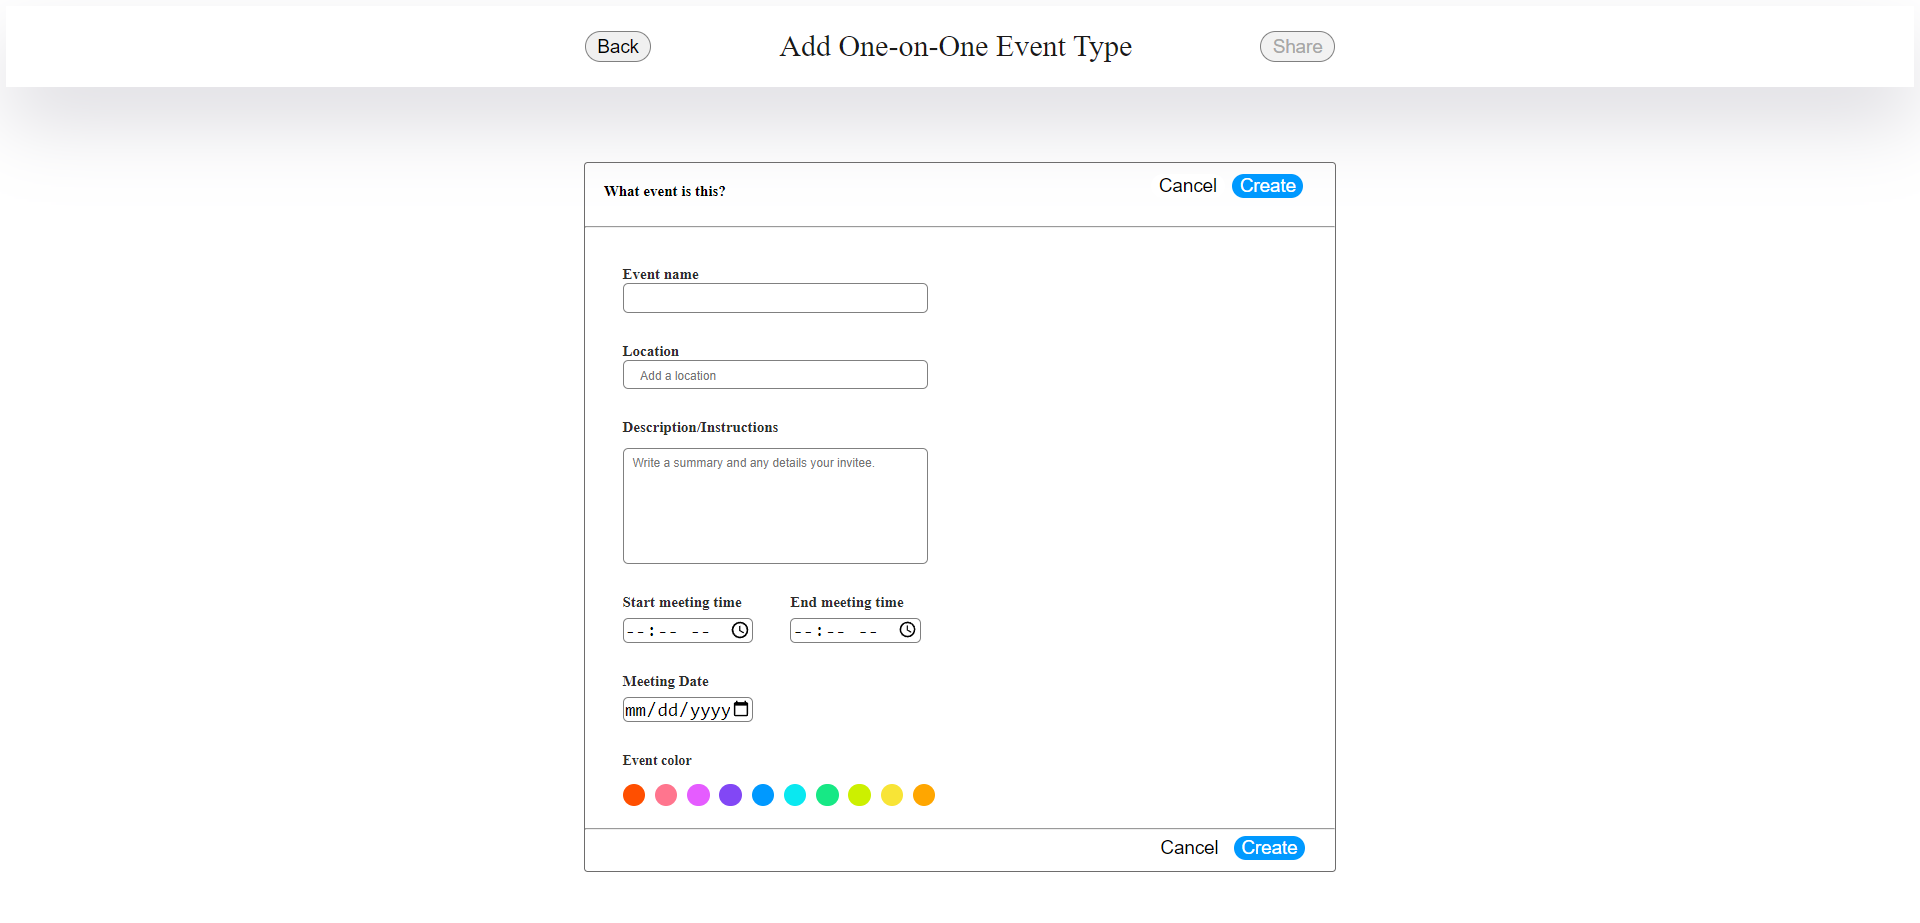 Back
Add One-on-One Event Type
Share
What event is this?
Cancel
Create
Event name
Location
Add a location
Description/Instructions
Write a summary and any details your invitee.
Start meeting time
End meeting time
--:-- --
--:-- --
Meeting Date
mm/dd/yyyy
Event color
Cancel
Create